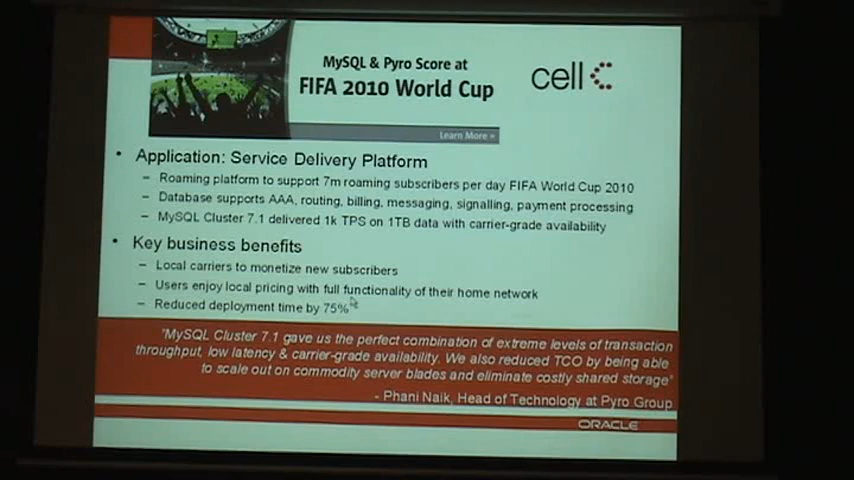 MySQL & Pyro Score at
FIFA 2010 World Cup
cell C
Learn More »
• Application: Service Delivery Platform
– Roaming platform to support 7m roaming subscribers per day FIFA World Cup 2010
– Database supports AAA, routing, billing, messaging, signalling, payment processing
– MySQL Cluster 7.1 delivered 1k TPS on 1TB data with carrier-grade availability
• Key business benefits
– Local carriers to monetize new subscribers
– Users enjoy local pricing with full functionality of their home network
– Reduced deployment time by 75%
"MySQL Cluster 7.1 gave us the perfect combination of extreme levels of transaction
throughput, low latency & carrier-grade availability. We also reduced TCO by being able
to scale out on commodity server blades and eliminate costly shared storage"
- Phani Naik, Head of Technology at Pyro Group
ORACLE